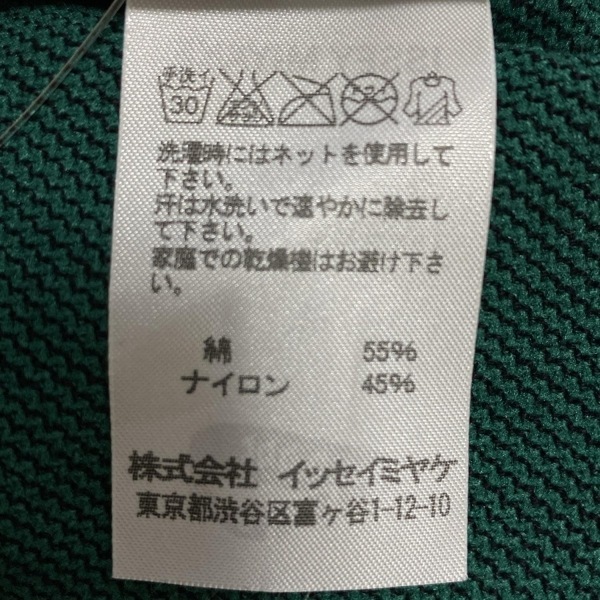 手洗イ
30
洗濯時にはネットを使用して
下さい。
汗は水洗いで速やかに除去し
て下さい。
家庭での乾燥機はお避け下さ
い。
綿 55%
ナイロン 45%
株式会社 イッセイミヤケ
東京都渋谷区富ヶ谷1-12-10